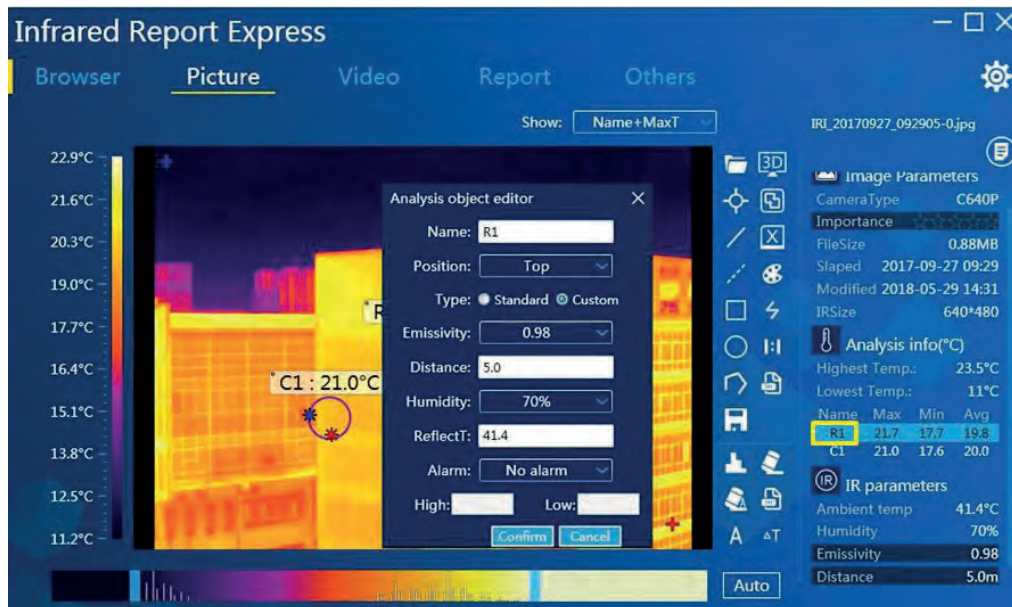 Infrared Report Express
Browser Picture Video Report Others
Show: Name+MaxT
IRI_20170927_092905-0.jpg
22.9°C
21.6°C
20.3°C
19.0°C
17.7°C
16.4°C
15.1°C
13.8°C
12.5°C
11.2°C
R
C1 : 21.0°C
Analysis object editor
Name: R1
Position: Top
Type: Standard Custom
Emissivity: 0.98
Distance: 5.0
Humidity: 70%
ReflectT: 41.4
Alarm: No alarm
High: Low:
Confirm Cancel
3D
X
1:1
A ΔT
Auto
Image Parameters
CameraType C640P
Importance
FileSize 0.88MB
Slaped 2017-09-27 09:29
Modified 2018-05-29 14:31
IRSize 640*480
Analysis info(°C)
Highest Temp.: 23.5°C
Lowest Temp.: 11°C
Name Max Min Avg
R1 21.7 17.7 19.8
C1 21.0 17.6 20.0
IR IR parameters
Ambient temp 41.4°C
Humidity 70%
Emissivity 0.98
Distance 5.0m